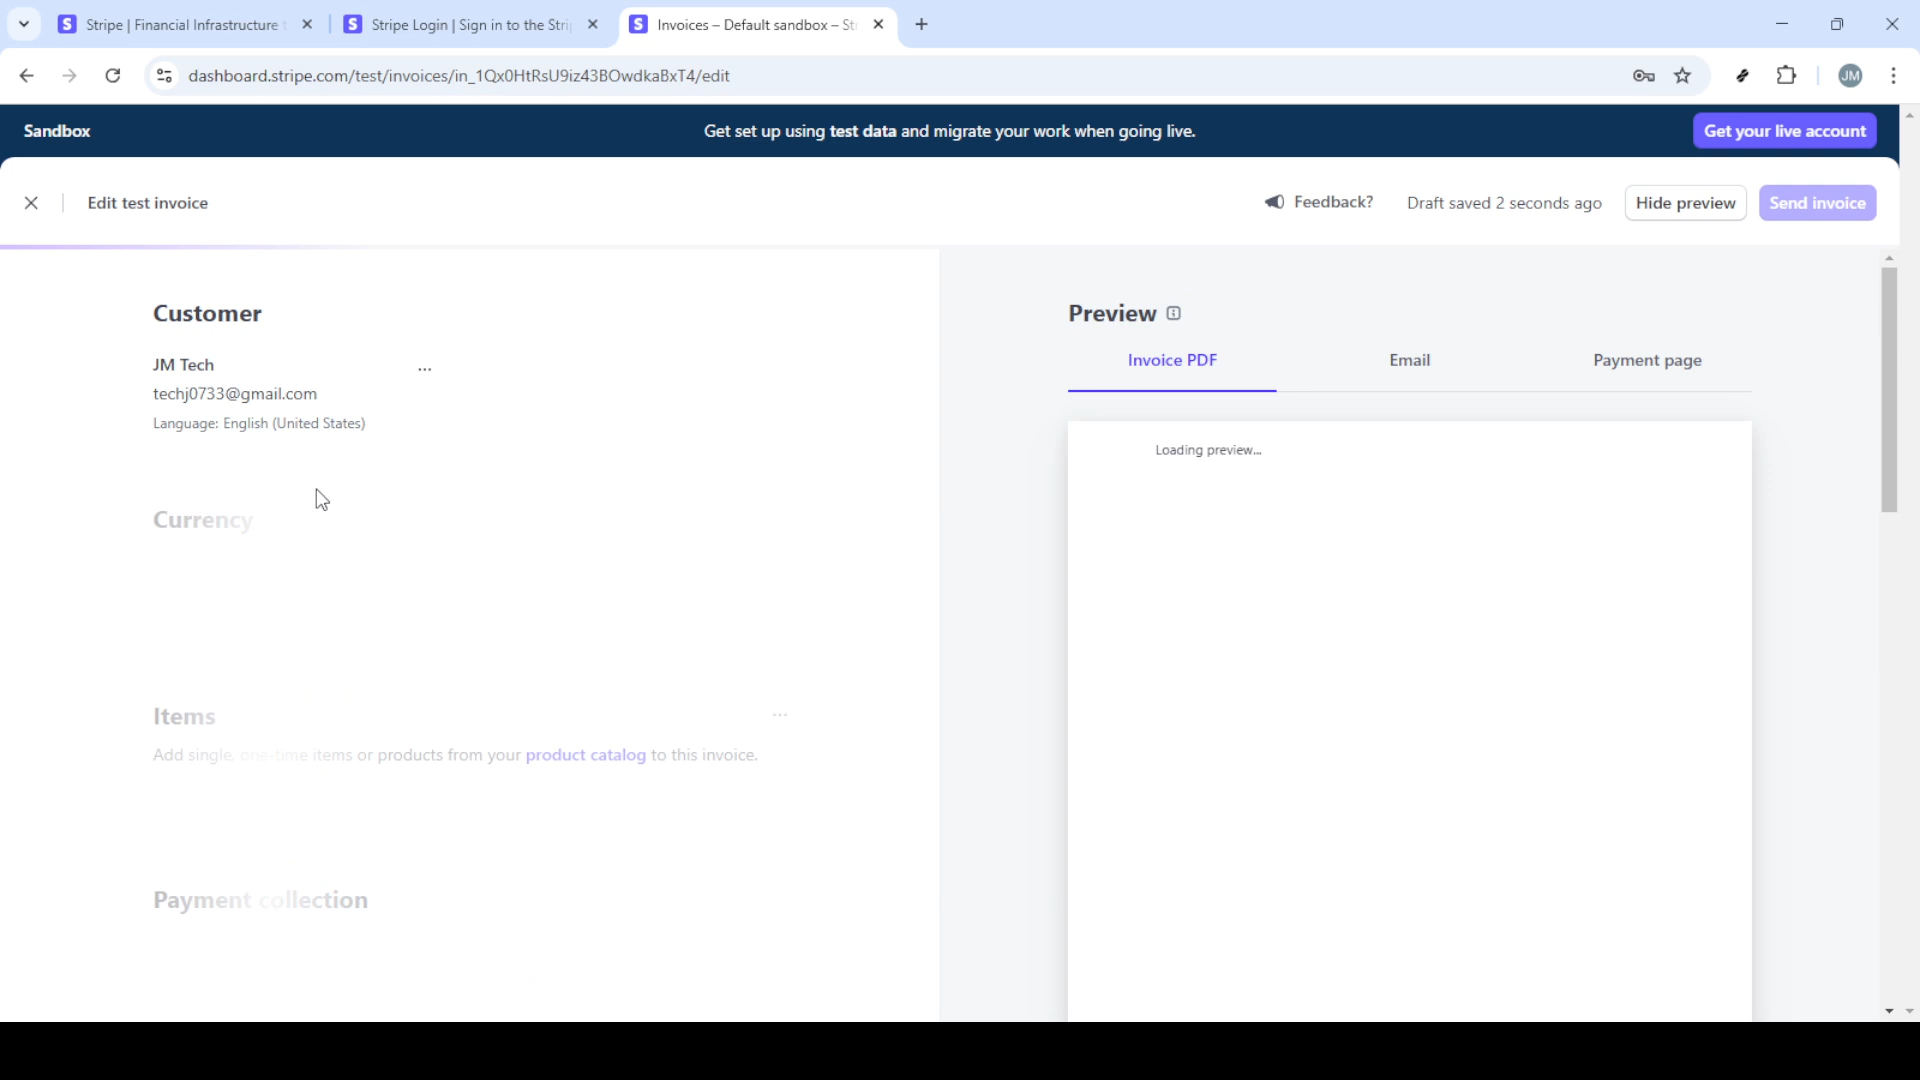 Stripe | Financial Infrastructure t
Stripe Login | Sign in to the Stri
Invoices – Default sandbox – St
dashboard.stripe.com/test/invoices/in_1Qx0HtRsU9iz43BOwdkaBxT4/edit
JM
Sandbox
Get set up using test data and migrate your work when going live.
Get your live account
Edit test invoice
Feedback?
Draft saved 2 seconds ago
Hide preview
Send invoice
Customer
JM Tech
...
techj0733@gmail.com
Language: English (United States)
Currency
Items
...
Add single, one-time items or products from your product catalog to this invoice.
Payment collection
Preview
Invoice PDF
Email
Payment page
Loading preview...